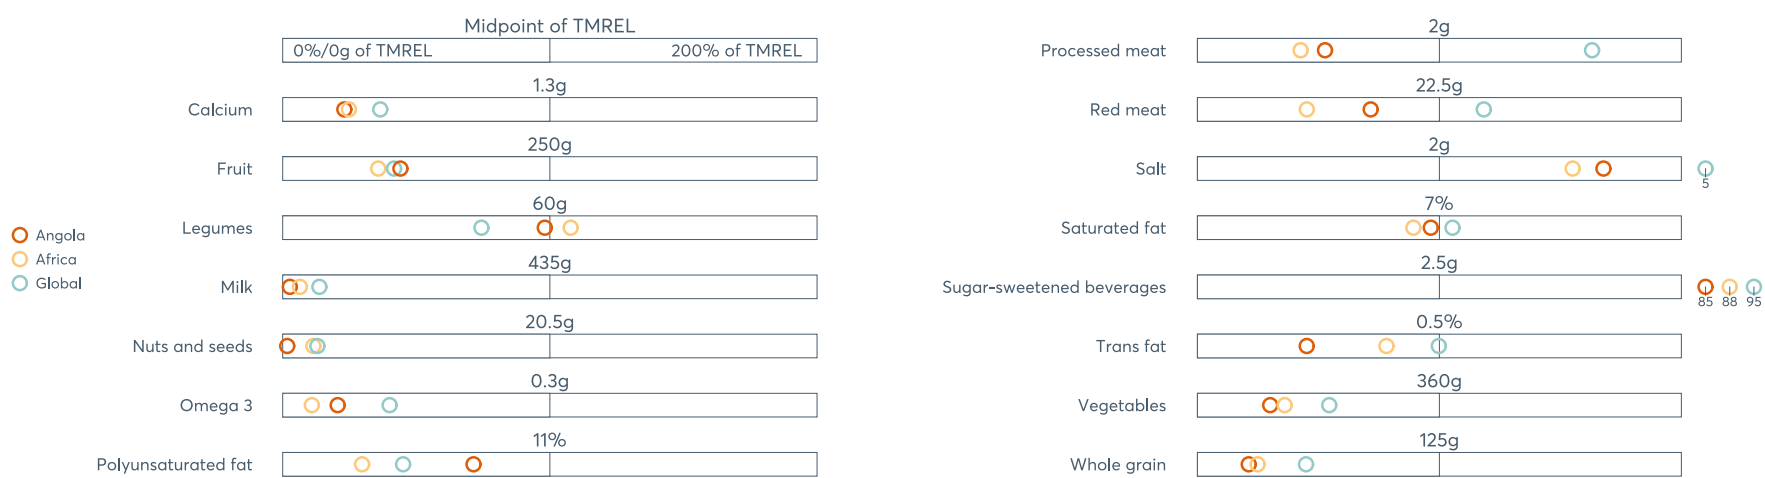 Midpoint of TMREL
0%/0g of TMREL 200% of TMREL
1.3g
Calcium
250g
Fruit
60g
Legumes
435g
Milk
20.5g
Nuts and seeds
0.3g
Omega 3
11%
Polyunsaturated fat
Angola
Africa
Global
2g
Processed meat
22.5g
Red meat
2g
Salt
5
7%
Saturated fat
2.5g
Sugar-sweetened beverages
85 88 95
0.5%
Trans fat
360g
Vegetables
125g
Whole grain